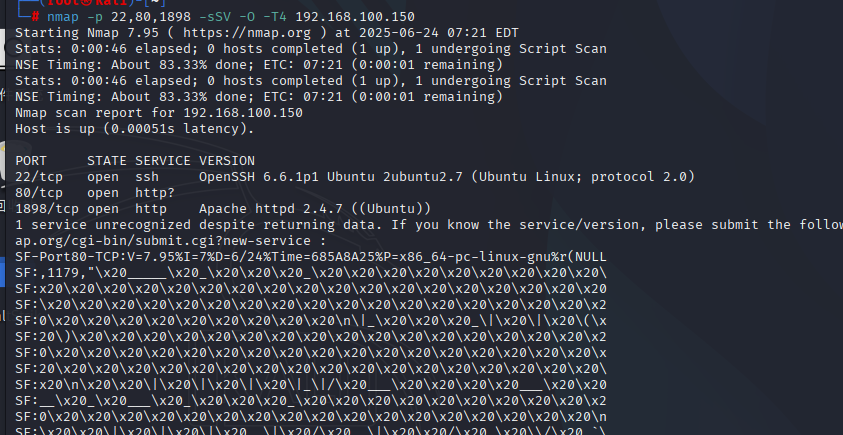 (root㉿kali)-[~]
# nmap -p 22,80,1898 -sSV -O -T4 192.168.100.150
Starting Nmap 7.95 ( https://nmap.org ) at 2025-06-24 07:21 EDT
Stats: 0:00:46 elapsed; 0 hosts completed (1 up), 1 undergoing Script Scan
NSE Timing: About 83.33% done; ETC: 07:21 (0:00:01 remaining)
Stats: 0:00:46 elapsed; 0 hosts completed (1 up), 1 undergoing Script Scan
NSE Timing: About 83.33% done; ETC: 07:21 (0:00:01 remaining)
Nmap scan report for 192.168.100.150
Host is up (0.00051s latency).
PORT     STATE SERVICE VERSION
22/tcp   open  ssh     OpenSSH 6.6.1p1 Ubuntu 2ubuntu2.7 (Ubuntu Linux; protocol 2.0)
80/tcp   open  http?
1898/tcp open  http    Apache httpd 2.4.7 ((Ubuntu))
1 service unrecognized despite returning data. If you know the service/version, please submit the follow
ap.org/cgi-bin/submit.cgi?new-service :
SF-Port80-TCP:V=7.95%I=7%D=6/24%Time=685A8A25%P=x86_64-pc-linux-gnu%r(NULL
SF:,1179,"\x20_____\x20_\x20\x20\x20_\x20\x20\x20\x20\x20\x20\x20\x20\x20\
SF:x20\x20\x20\x20\x20\x20\x20\x20\x20\x20\x20\x20\x20\x20\x20\x20\x20\x20
SF:\x20\x20\x20\x20\x20\x20\x20\x20\x20\x20\x20\x20\x20\x20\x20\x20\x20\x2
SF:0\x20\x20\x20\x20\x20\x20\x20\x20\x20\n\|_\x20\x20\x20_\|\x20\|\x20\(\x
SF:20\)\x20\x20\x20\x20\x20\x20\x20\x20\x20\x20\x20\x20\x20\x20\x20\x20\x2
SF:0\x20\x20\x20\x20\x20\x20\x20\x20\x20\x20\x20\x20\x20\x20\x20\x20\x20\x
SF:20\x20\x20\x20\x20\x20\x20\x20\x20\x20\x20\x20\x20\x20\x20\x20\x20\x20\
SF:x20\n\x20\x20\|\x20\|\x20\|\x20\|_\|/\x20___\x20\x20\x20\x20___\x20\x20
SF:__\x20_\x20___\x20_\x20\x20\x20_\x20\x20\x20\x20\x20\x20\x20\x20\x20\x2
SF:0\x20\x20\x20\x20\x20\x20\x20\x20\x20\x20\x20\x20\x20\x20\x20\x20\x20\n